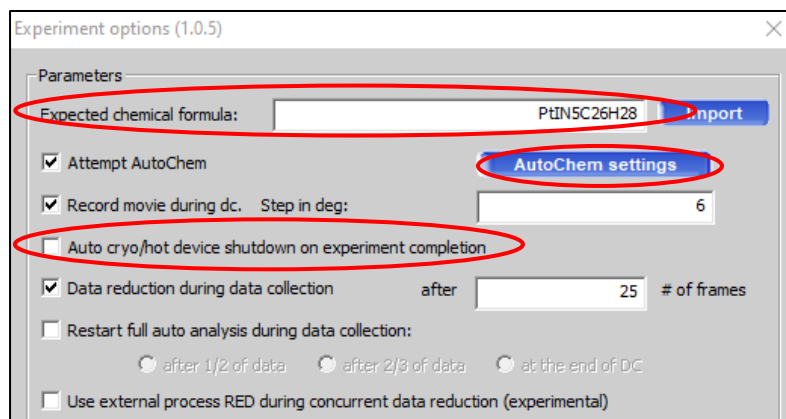 Experiment options (1.0.5)
Parameters
Expected chemical formula: PtIN5C26H28 Import
Attempt AutoChem AutoChem settings
Record movie during dc. Step in deg: 6
Auto cryo/hot device shutdown on experiment completion
Data reduction during data collection after 25 # of frames
Restart full auto analysis during data collection:
after 1/2 of data after 2/3 of data at the end of DC
Use external process RED during concurrent data reduction (experimental)